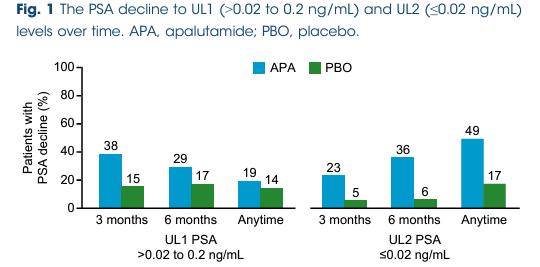 Fig. 1 The PSA decline to UL1 (>0.02 to 0.2 ng/mL) and UL2 (≤0.02 ng/mL)
levels over time. APA, apalutamide; PBO, placebo.
APA PBO
Patients with
PSA decline (%)
100
80
60
40
20
0
38 15 29 17 19 14
23 5 36 6 49 17
3 months 6 months Anytime
3 months 6 months Anytime
UL1 PSA
>0.02 to 0.2 ng/mL
UL2 PSA
≤0.02 ng/mL